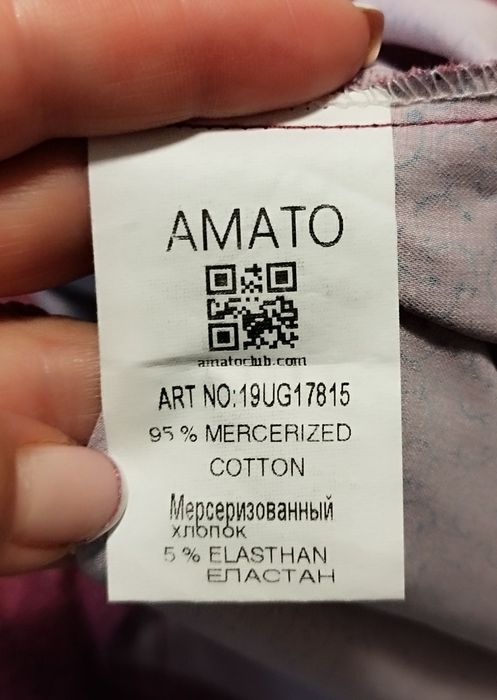 AMATO
amatoclub.com
ART NO:19UG17815
95 % MERCERIZED
COTTON
Мерсеризованный
хлопок
5 % ELASTHAN
ЕЛАСТАН